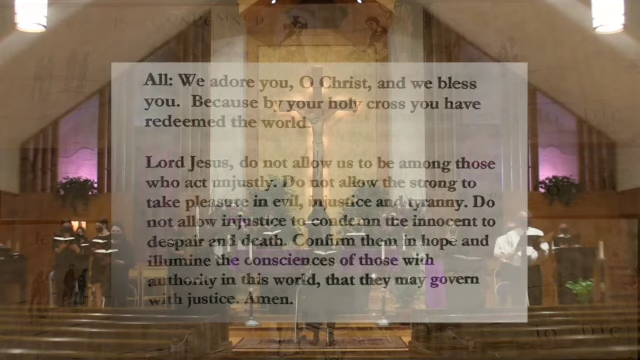 CONDEMNED
All: We adore you, O Christ, and we bless
you. Because by your holy cross you have
redeemed the world.
Lord Jesus, do not allow us to be among those
who act unjustly. Do not allow the strong to
take pleasure in evil, injustice and tyranny. Do
not allow injustice to condemn the innocent to
despair and death. Confirm them in hope and
illumine the consciences of those with
authority in this world, that they may govern
with justice. Amen.
TO DIE